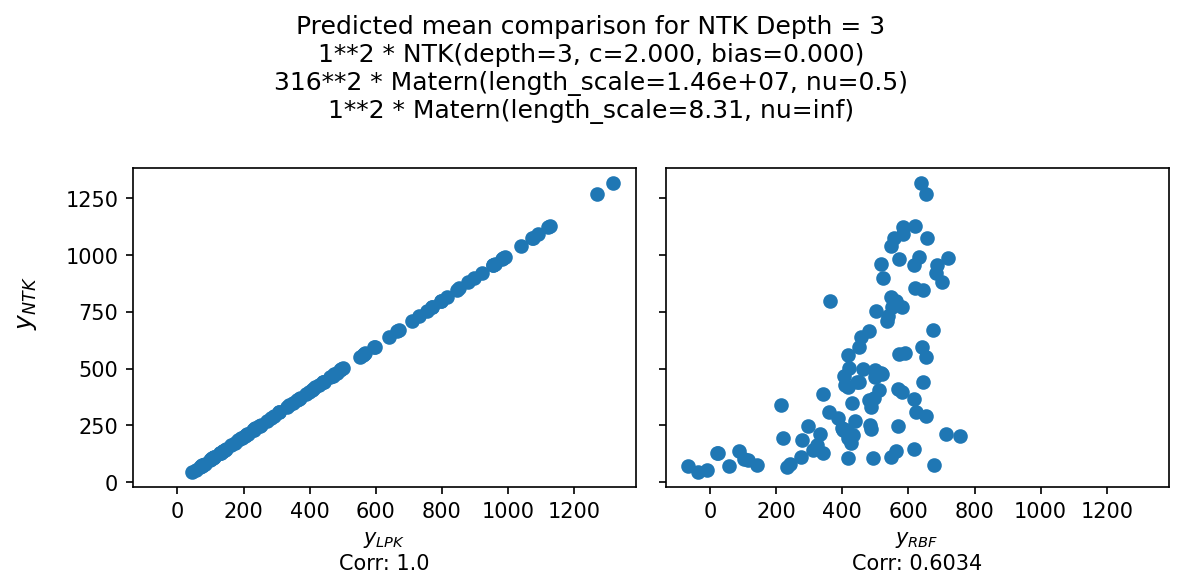 Predicted mean comparison for NTK Depth = 3
1**2 * NTK(depth=3, c=2.000, bias=0.000)
316**2 * Matern(length_scale=1.46e+07, nu=0.5)
1**2 * Matern(length_scale=8.31, nu=inf)
y_NTK
1250
1000
750
500
250
0
0 200 400 600 800 1000 1200
y_LPK
Corr: 1.0
0 200 400 600 800 1000 1200
y_RBF
Corr: 0.6034